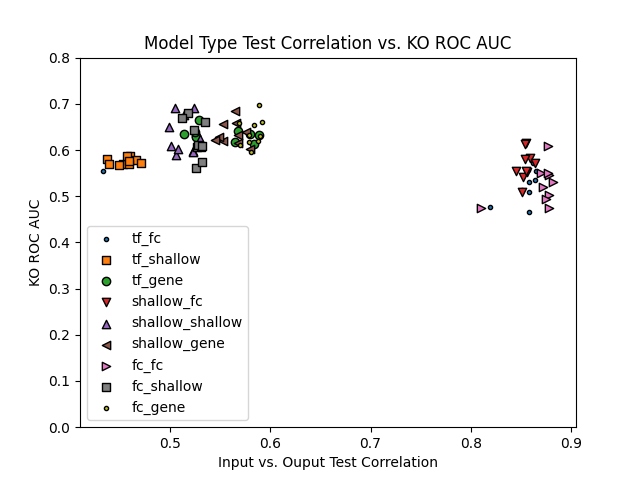 Model Type Test Correlation vs. KO ROC AUC
0.8
0.7
0.6
0.5
0.4
0.3
0.2
0.1
0.0
KO ROC AUC
tf_fc
tf_shallow
tf_gene
shallow_fc
shallow_shallow
shallow_gene
fc_fc
fc_shallow
fc_gene
0.5 0.6 0.7 0.8 0.9
Input vs. Ouput Test Correlation